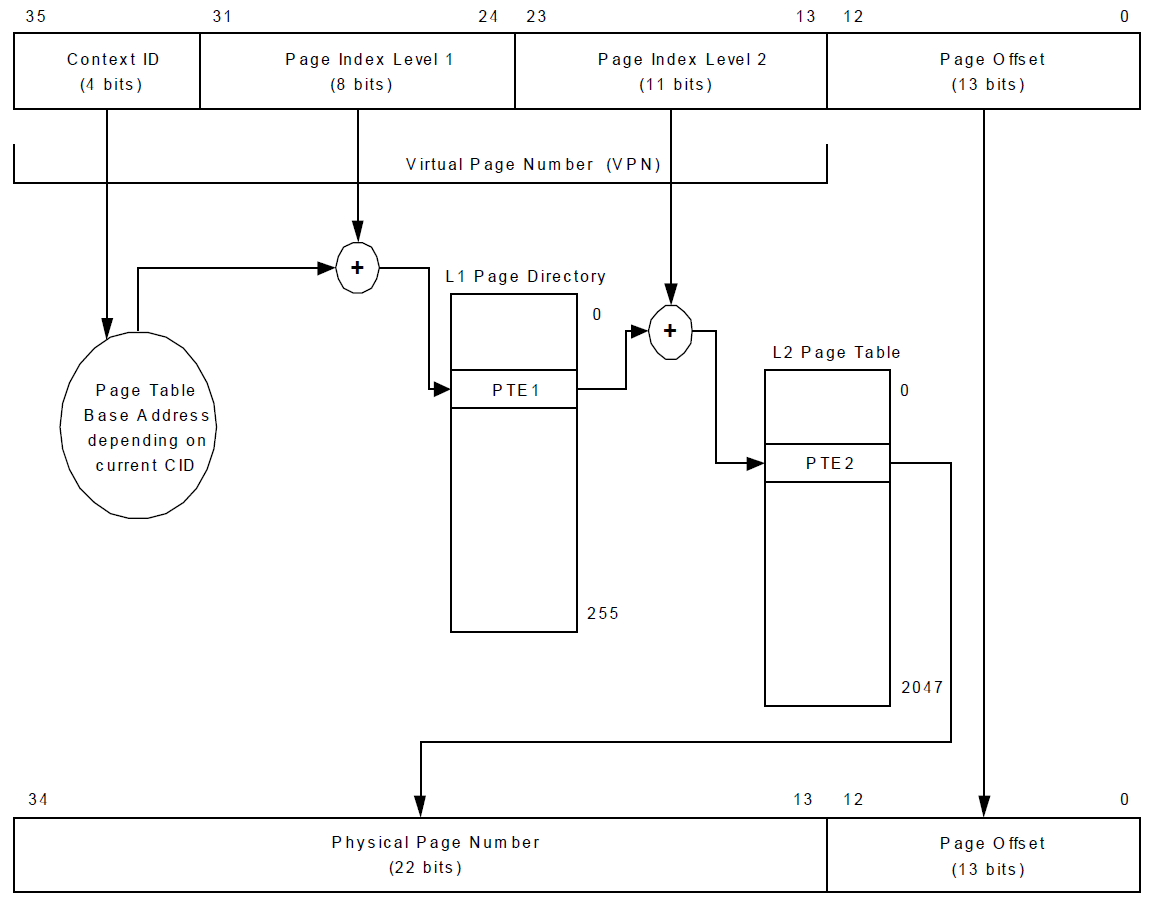 35 31 24 23 13 12 0
Context ID Page Index Level 1 Page Index Level 2 Page Offset
(4 bits) (8 bits) (11 bits) (13 bits)
Virtual Page Number (VPN)
+
L1 Page Directory
0
+
L2 Page Table
PTE1
0
Page Table
Base Address
depending on
current CID
PTE2
255
2047
34 13 12 0
Physical Page Number Page Offset
(22 bits) (13 bits)